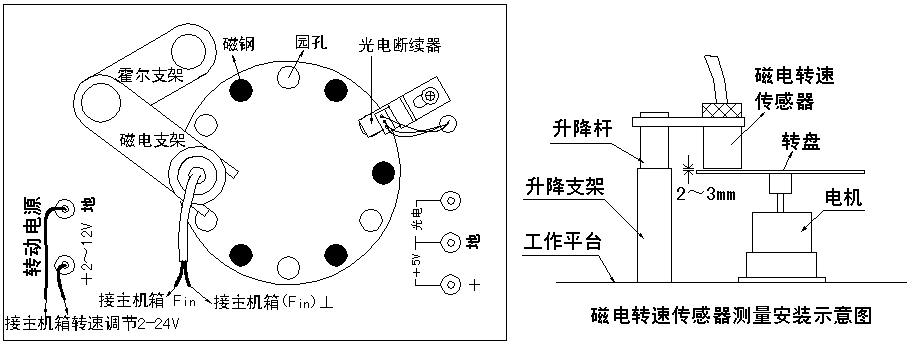 磁钢
园孔
光电断续器
霍尔支架
磁电支架
转动电源
地
+2~12V
光电
地
+5V
+
接主机箱 Fin
接主机箱(Fin)⊥
接主机箱转速调节2-24V
磁电转速
传感器
升降杆
转盘
2~3mm
升降支架
电机
工作平台
磁电转速传感器测量安装示意图